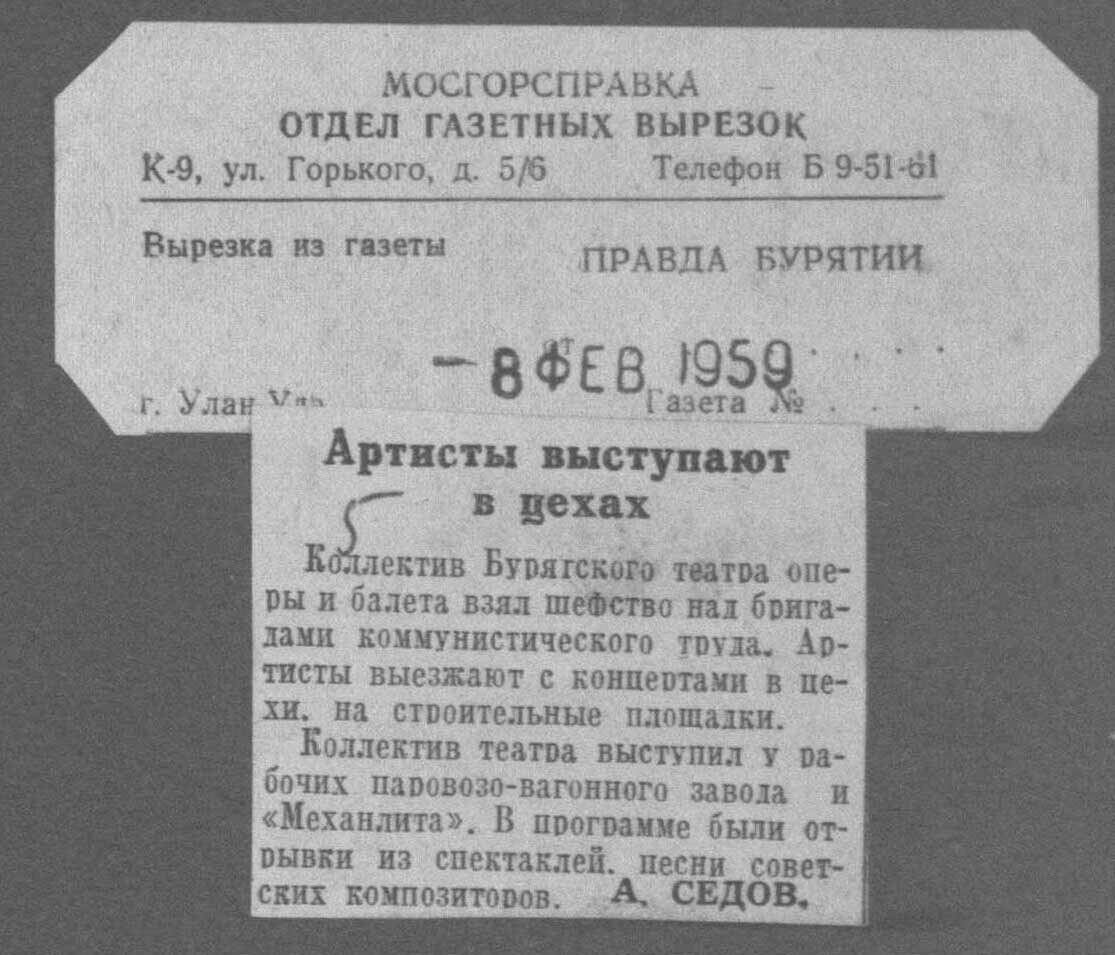 МОСГОРСПРАВКА
ОТДЕЛ ГАЗЕТНЫХ ВЫРЕЗОК
К-9, ул. Горького, д. 5/6 Телефон Б 9-51-61
Вырезка из газеты ПРАВДА БУРЯТИИ
от
- 8 ФЕВ 1959
г. Улан Удэ Газета №
Артисты выступают
в цехах
Коллектив Бурятского театра опе-
ры и балета взял шефство над брига-
дами коммунистического труда. Ар-
тисты выезжают с концертами в це-
хи, на строительные площадки.
Коллектив театра выступил у ра-
бочих паровозо-вагонного завода и
«Механлита». В программе были от-
рывки из спектаклей, песни совет-
ских композиторов. А. СЕДОВ.